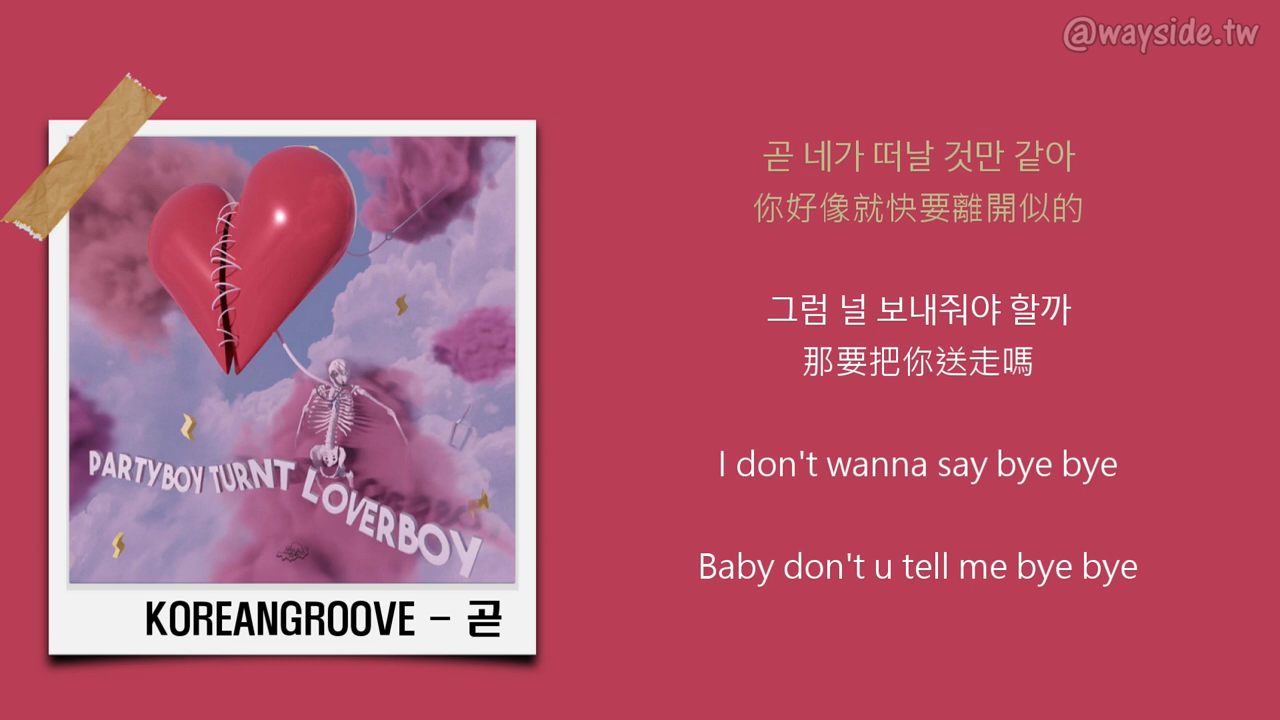 @wayside.tw
PARTYBOY TURNT LOVERBOY
KOREANGROOVE - 곧
곧 네가 떠날 것만 같아
你好像就快要離開似的
그럼 널 보내줘야 할까
那要把你送走嗎
I don't wanna say bye bye
Baby don't u tell me bye bye